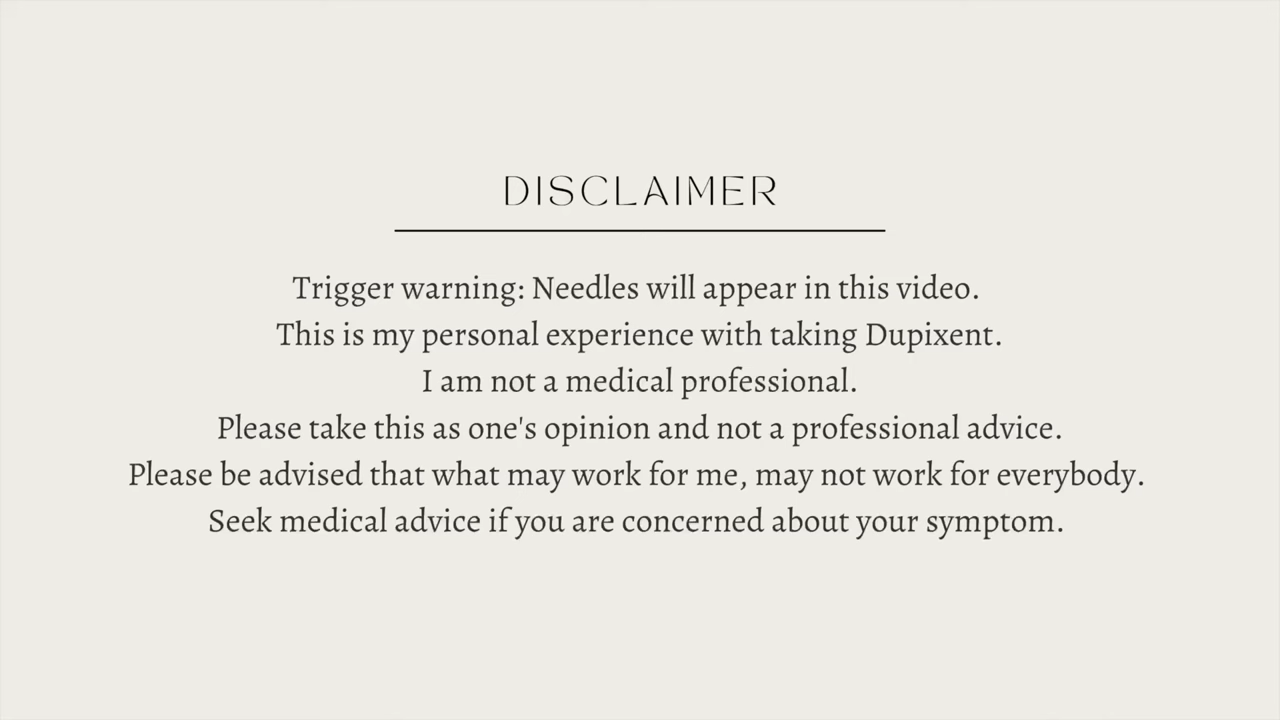 DISCLAIMER
Trigger warning: Needles will appear in this video.
This is my personal experience with taking Dupixent.
I am not a medical professional.
Please take this as one's opinion and not a professional advice.
Please be advised that what may work for me, may not work for everybody.
Seek medical advice if you are concerned about your symptom.